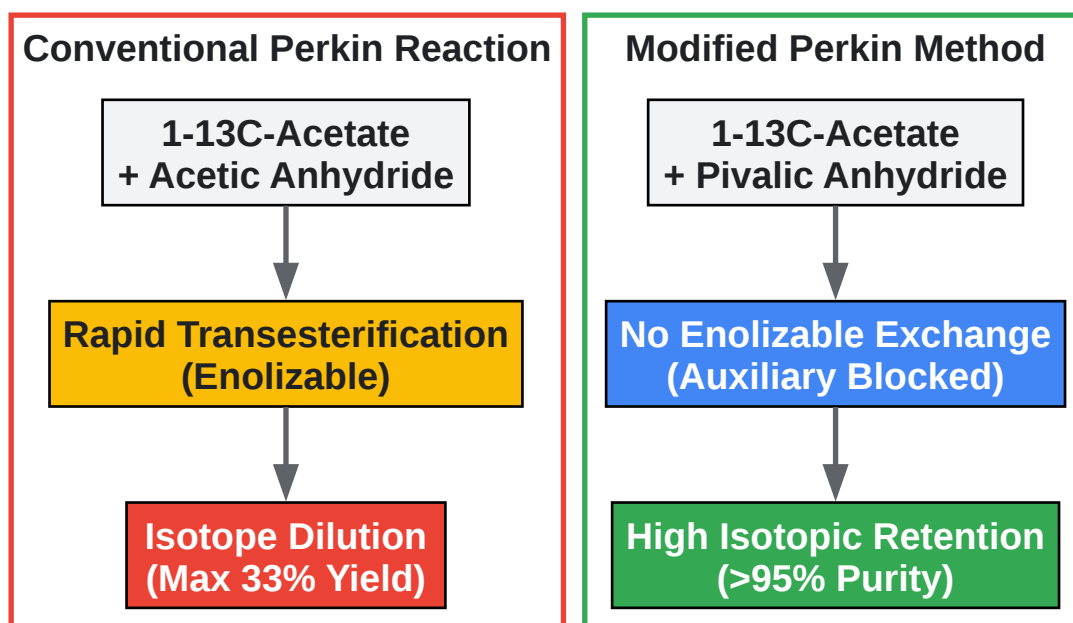 Conventional Perkin Reaction
1-13C-Acetate
+ Acetic Anhydride
Rapid Transesterification
(Enolizable)
Isotope Dilution
(Max 33% Yield)
Modified Perkin Method
1-13C-Acetate
+ Pivalic Anhydride
No Enolizable Exchange
(Auxiliary Blocked)
High Isotopic Retention
(>95% Purity)